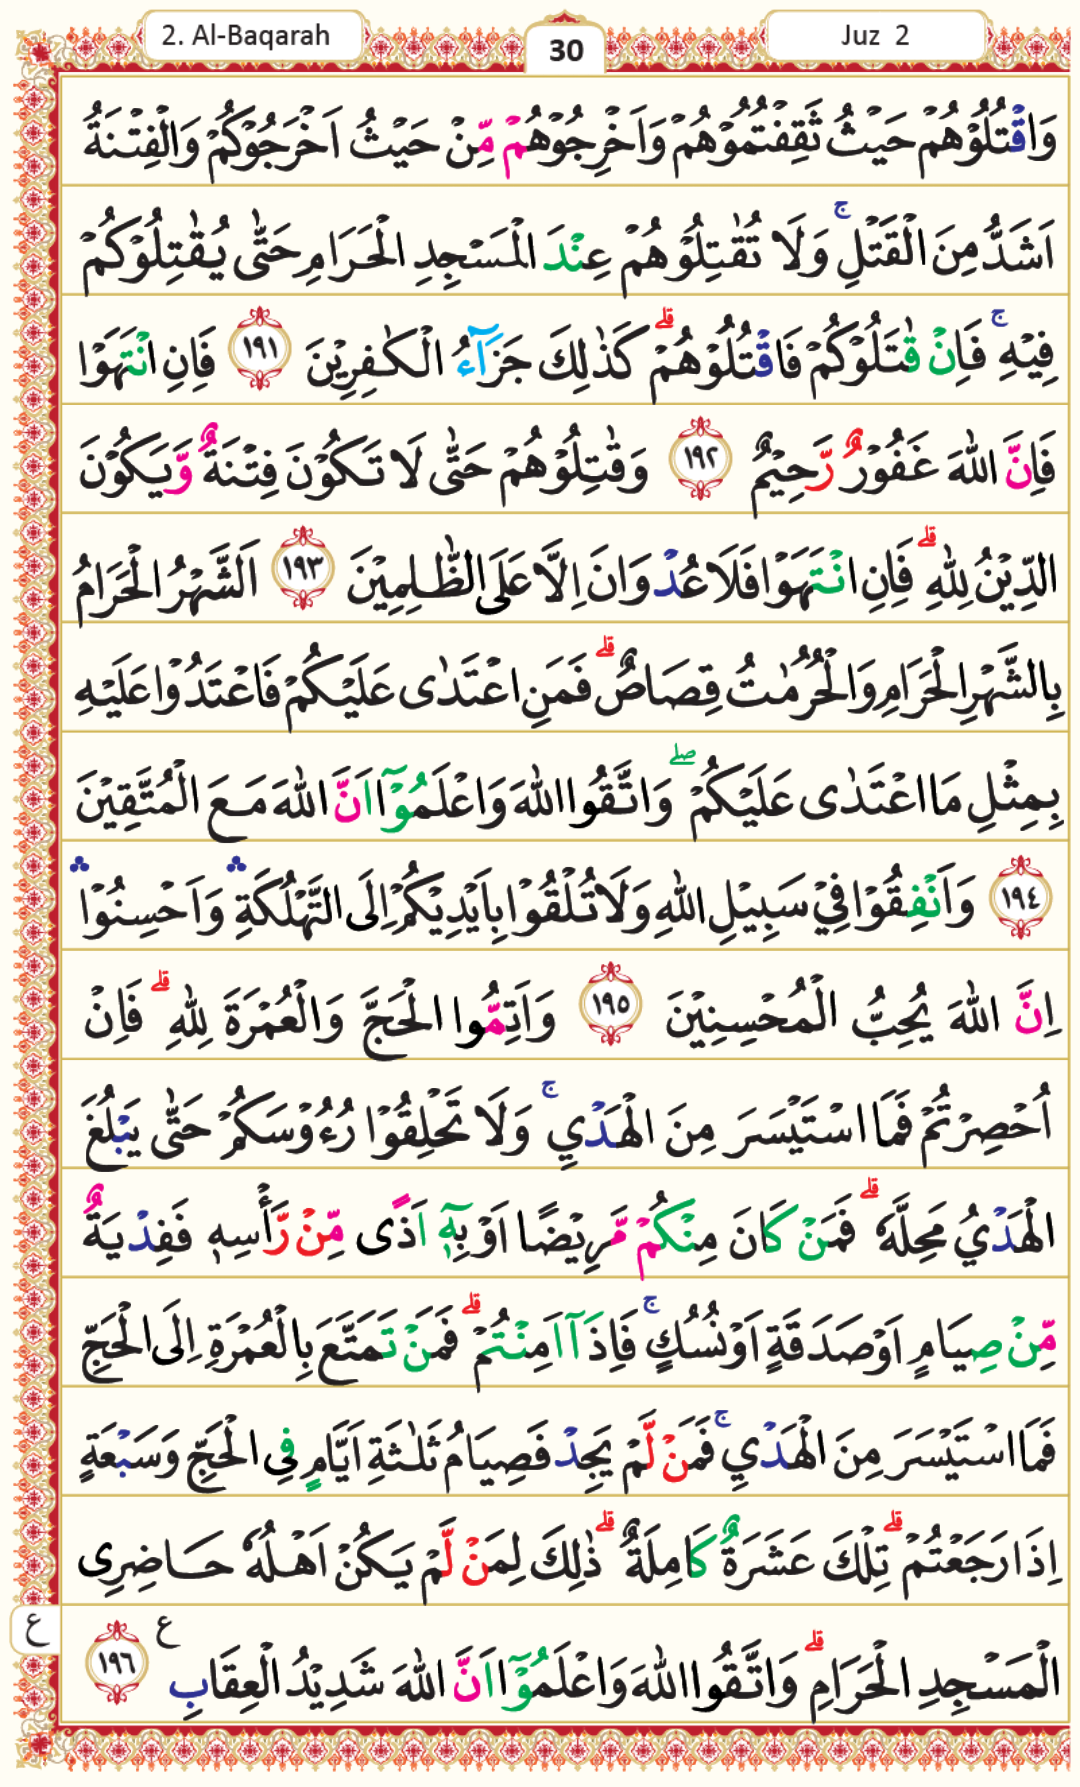 2. Al-Baqarah
30
Juz 2
وَاقْتُلُوْهُمْ حَيْثُ ثَقِفْتُمُوْهُمْ وَاَخْرِجُوْهُمْ مِّنْ حَيْثُ اَخْرَجُوْكُمْ وَالْفِتْنَةُ
اَشَدُّ مِنَ الْقَتْلِ ۚ وَلَا تُقٰتِلُوْهُمْ عِنْدَ الْمَسْجِدِ الْحَرَامِ حَتّٰى يُقٰتِلُوْكُمْ
فِيْهِ ۚ فَاِنْ قٰتَلُوْكُمْ فَاقْتُلُوْهُمْ ۗ كَذٰلِكَ جَزَاۤءُ الْكٰفِرِيْنَ ١٩١ فَاِنِ انْتَهَوْا
فَاِنَّ اللّٰهَ غَفُوْرٌ رَّحِيْمٌ ١٩٢ وَقٰتِلُوْهُمْ حَتّٰى لَا تَكُوْنَ فِتْنَةٌ وَّيَكُوْنَ
الدِّيْنُ لِلّٰهِ ۗ فَاِنِ انْتَهَوْا فَلَا عُدْوَانَ اِلَّا عَلَى الظّٰلِمِيْنَ ١٩٣ اَلشَّهْرُ الْحَرَامُ
بِالشَّهْرِ الْحَرَامِ وَالْحُرُمٰتُ قِصَاصٌ ۗ فَمَنِ اعْتَدٰى عَلَيْكُمْ فَاعْتَدُوْا عَلَيْهِ
بِمِثْلِ مَا اعْتَدٰى عَلَيْكُمْ ۖ وَاتَّقُوا اللّٰهَ وَاعْلَمُوْٓا اَنَّ اللّٰهَ مَعَ الْمُتَّقِيْنَ
١٩٤ وَاَنْفِقُوْا فِيْ سَبِيْلِ اللّٰهِ وَلَا تُلْقُوْا بِاَيْدِيْكُمْ اِلَى التَّهْلُكَةِ ۛ وَاَحْسِنُوْا ۛ
اِنَّ اللّٰهَ يُحِبُّ الْمُحْسِنِيْنَ ١٩٥ وَاَتِمُّوا الْحَجَّ وَالْعُمْرَةَ لِلّٰهِ ۗ فَاِنْ
اُحْصِرْتُمْ فَمَا اسْتَيْسَرَ مِنَ الْهَدْيِ ۚ وَلَا تَحْلِقُوْا رُءُوْسَكُمْ حَتّٰى يَبْلُغَ
الْهَدْيُ مَحِلَّهٗ ۗ فَمَنْ كَانَ مِنْكُمْ مَّرِيْضًا اَوْ بِهٖٓ اَذًى مِّنْ رَّأْسِهٖ فَفِدْيَةٌ
مِّنْ صِيَامٍ اَوْ صَدَقَةٍ اَوْ نُسُكٍ ۚ فَاِذَآ اَمِنْتُمْ ۗ فَمَنْ تَمَتَّعَ بِالْعُمْرَةِ اِلَى الْحَجِّ
فَمَا اسْتَيْسَرَ مِنَ الْهَدْيِ ۚ فَمَنْ لَّمْ يَجِدْ فَصِيَامُ ثَلٰثَةِ اَيَّامٍ فِى الْحَجِّ وَسَبْعَةٍ
اِذَا رَجَعْتُمْ ۗ تِلْكَ عَشَرَةٌ كَامِلَةٌ ۗ ذٰلِكَ لِمَنْ لَّمْ يَكُنْ اَهْلُهٗ حَاضِرِى
الْمَسْجِدِ الْحَرَامِ ۗ وَاتَّقُوا اللّٰهَ وَاعْلَمُوْٓا اَنَّ اللّٰهَ شَدِيْدُ الْعِقَابِ ع ١٩٦
ع